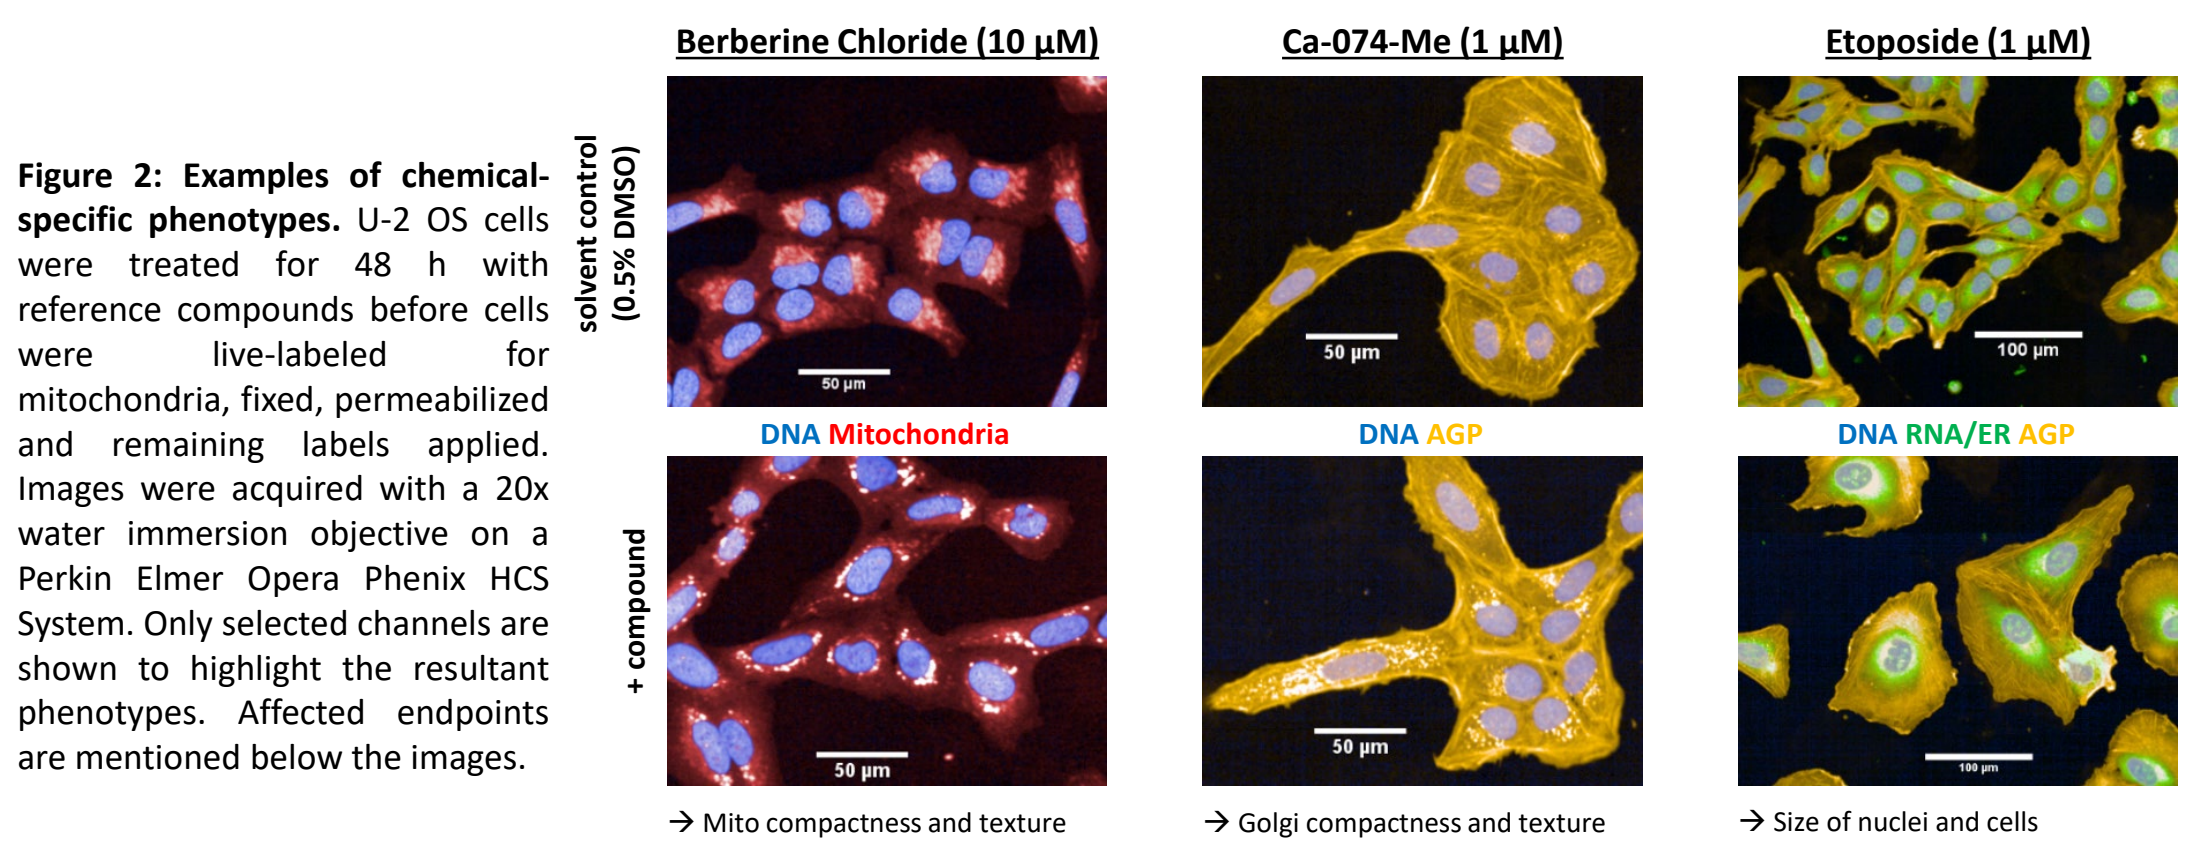 Figure 2: Examples of chemical-
specific phenotypes. U-2 OS cells
were treated for 48 h with
reference compounds before cells
were live-labeled for
mitochondria, fixed, permeabilized
and remaining labels applied.
Images were acquired with a 20x
water immersion objective on a
Perkin Elmer Opera Phenix HCS
System. Only selected channels are
shown to highlight the resultant
phenotypes. Affected endpoints
are mentioned below the images.
solvent control
(0.5% DMSO)
+ compound
Berberine Chloride (10 µM)
50 µm
DNA Mitochondria
50 µm
→ Mito compactness and texture
Ca-074-Me (1 µM)
50 µm
DNA AGP
50 µm
→ Golgi compactness and texture
Etoposide (1 µM)
100 µm
DNA RNA/ER AGP
100 µm
→ Size of nuclei and cells